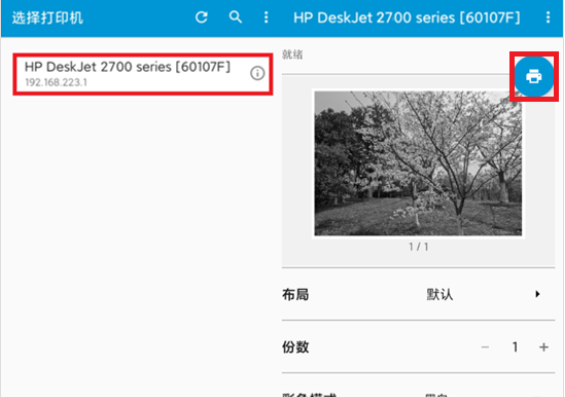 选择打印机
HP DeskJet 2700 series [60107F]
192.168.223.1
HP DeskJet 2700 series [60107F]
就绪
1 / 1
布局 默认
份数 1